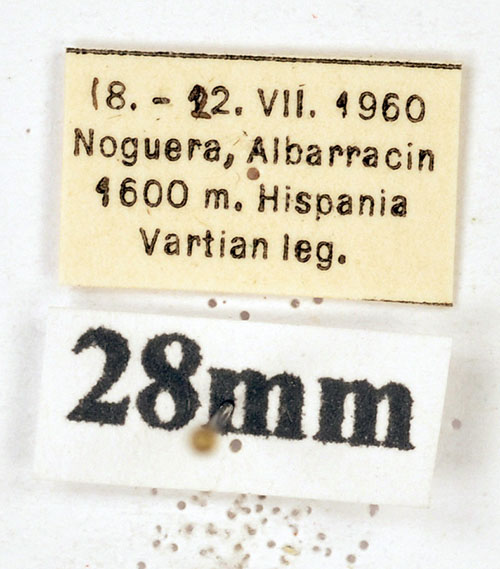 18. - 22. VII. 1960
Noguera, Albarracin
1600 m. Hispania
Vartian leg.
28mm